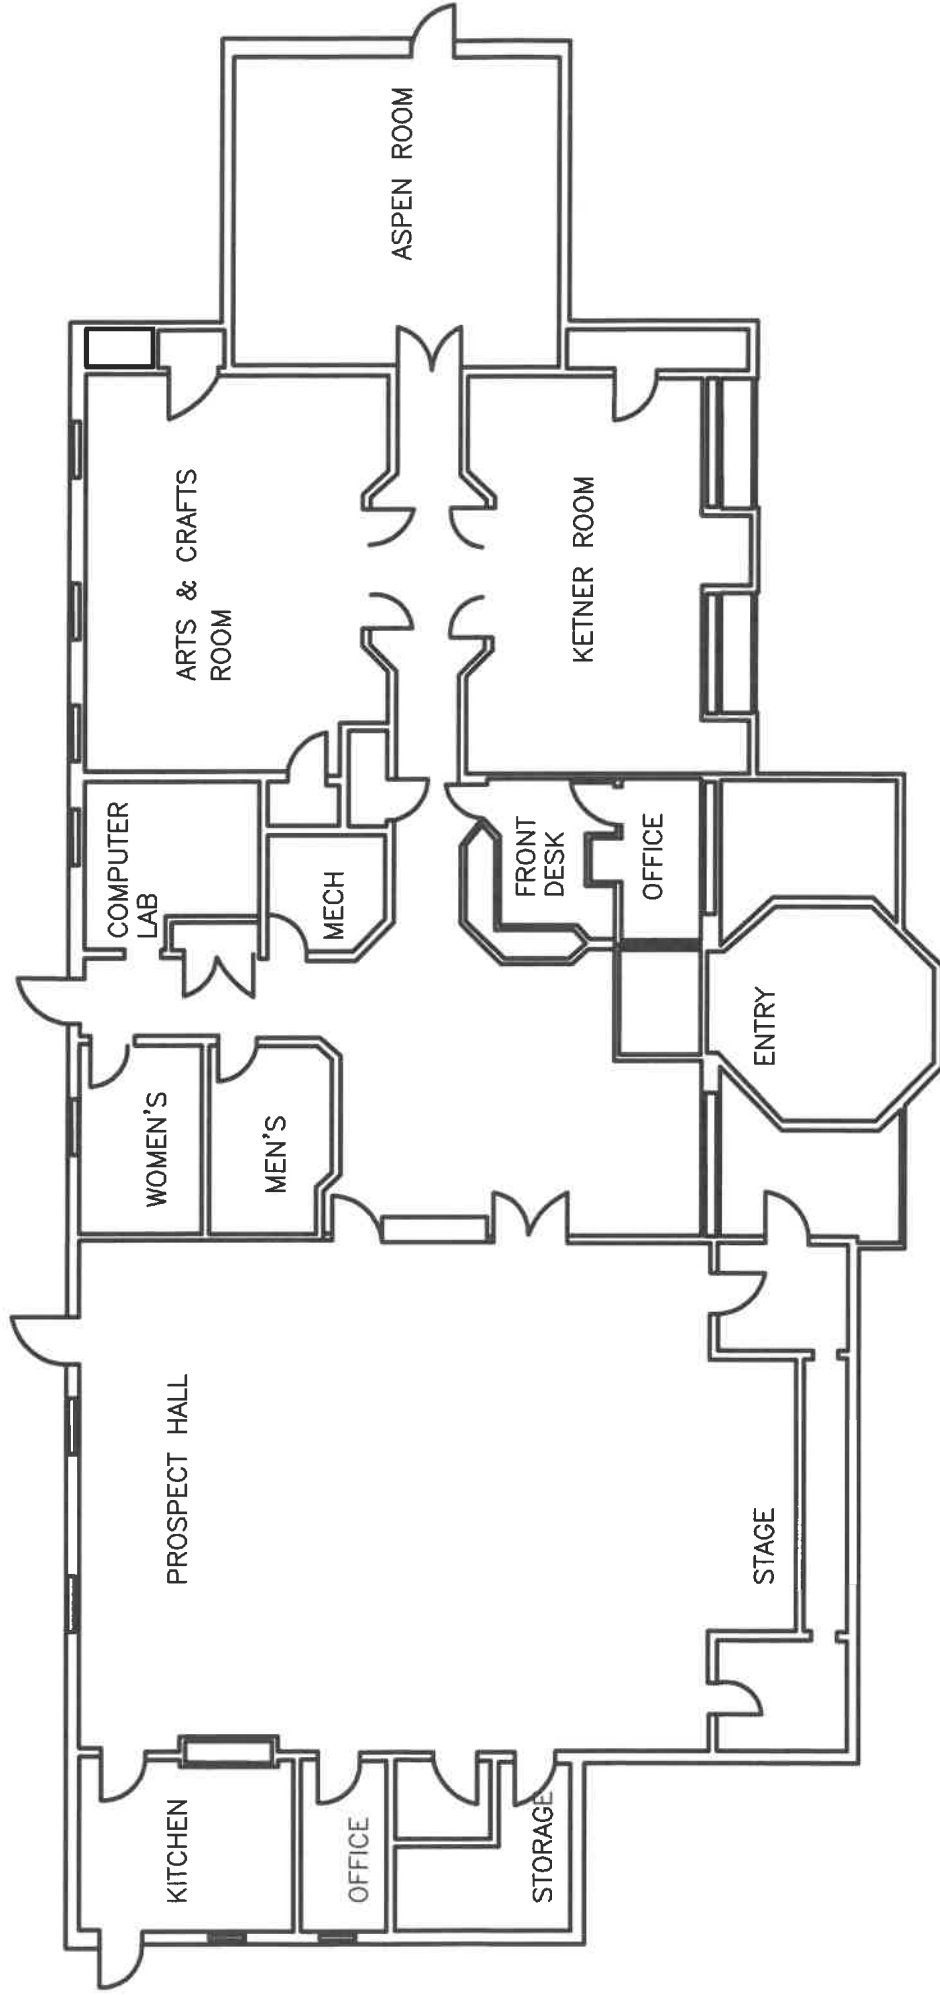 ASPEN ROOM
ARTS & CRAFTS
ROOM
KETNER ROOM
COMPUTER
LAB
MECH
FRONT
DESK
OFFICE
ENTRY
WOMEN'S
MEN'S
PROSPECT HALL
STAGE
KITCHEN
OFFICE
STORAGE